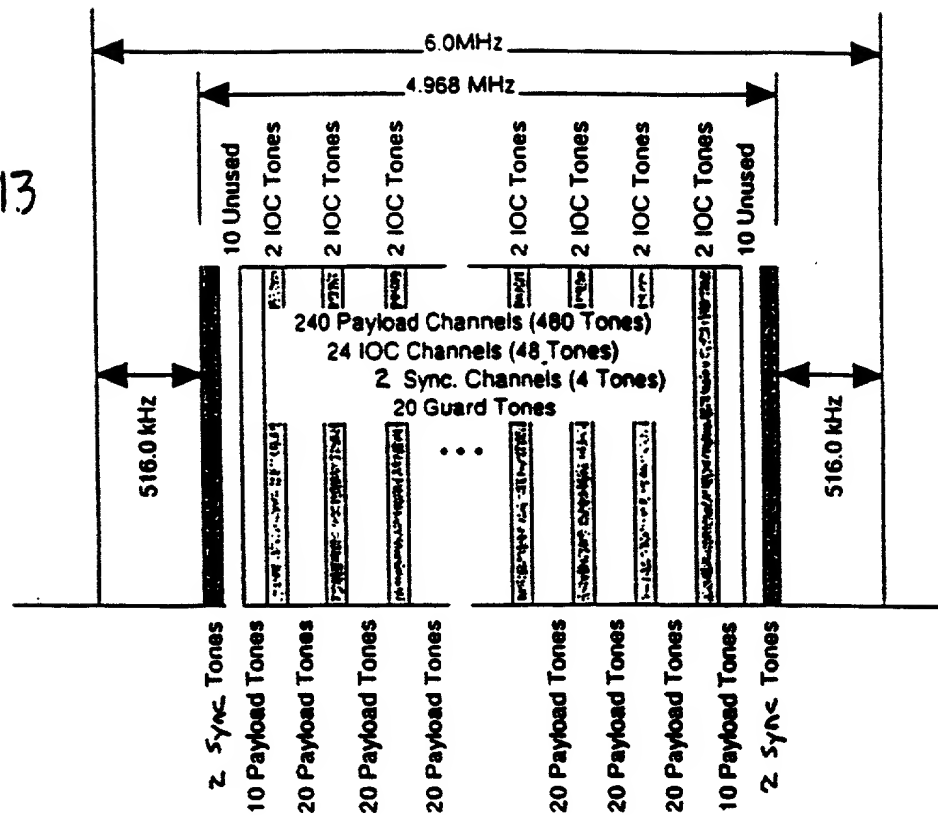 6.0MHz
4.968 MHz
13
10 Unused
2 IOC Tones
2 IOC Tones
2 IOC Tones
2 IOC Tones
2 IOC Tones
2 IOC Tones
2 IOC Tones
10 Unused
240 Payload Channels (480 Tones)
24 IOC Channels (48 Tones)
2 Sync. Channels (4 Tones)
20 Guard Tones
516.0 kHz
...
516.0 kHz
2 Sync Tones
10 Payload Tones
20 Payload Tones
20 Payload Tones
20 Payload Tones
20 Payload Tones
20 Payload Tones
20 Payload Tones
10 Payload Tones
2 Sync Tones